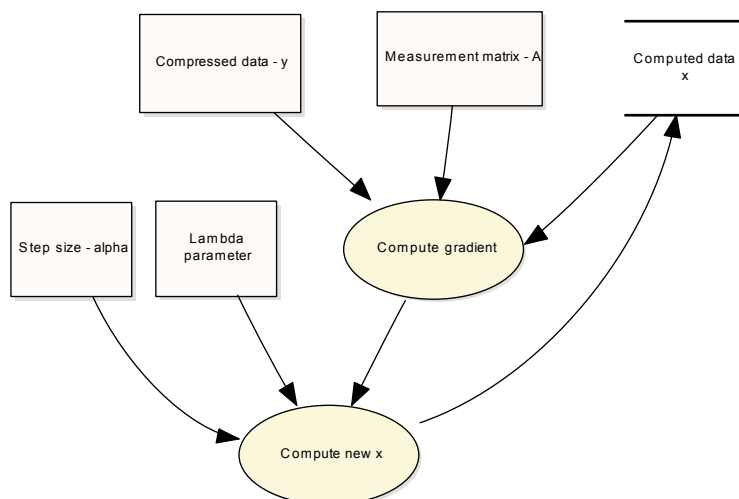 Compressed data - y
Measurement matrix - A
Computed data
x
Step size - alpha
Lambda
parameter
Compute gradient
Compute new x